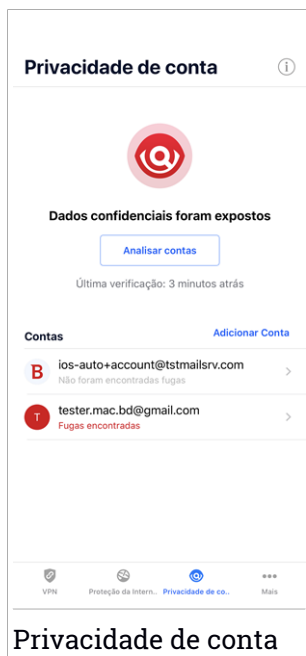 Privacidade de conta
Dados confidenciais foram expostos
Analisar contas
Última verificação: 3 minutos atrás
Contas
Adicionar Conta
B
ios-auto+account@tstmailsrv.com
Não foram encontradas fugas
T
tester.mac.bd@gmail.com
Fugas encontradas
VPN
Proteção da Intern..
Privacidade de co..
Mais
Privacidade de conta